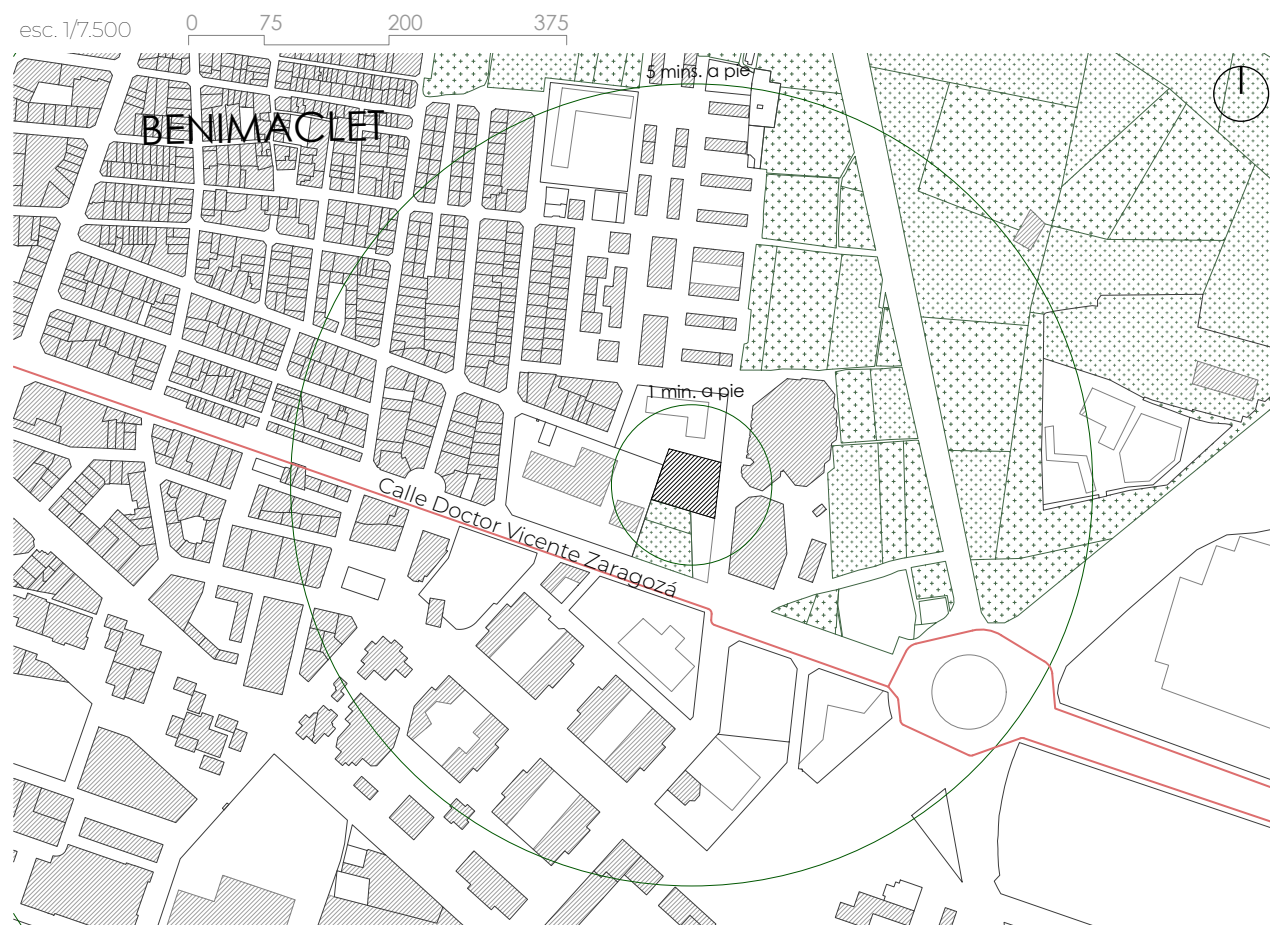 esc. 1/7.500
0 75 200 375
5 mins. a pie
BENIMACLET
1 min. a pie
Calle Doctor Vicente Zaragozá